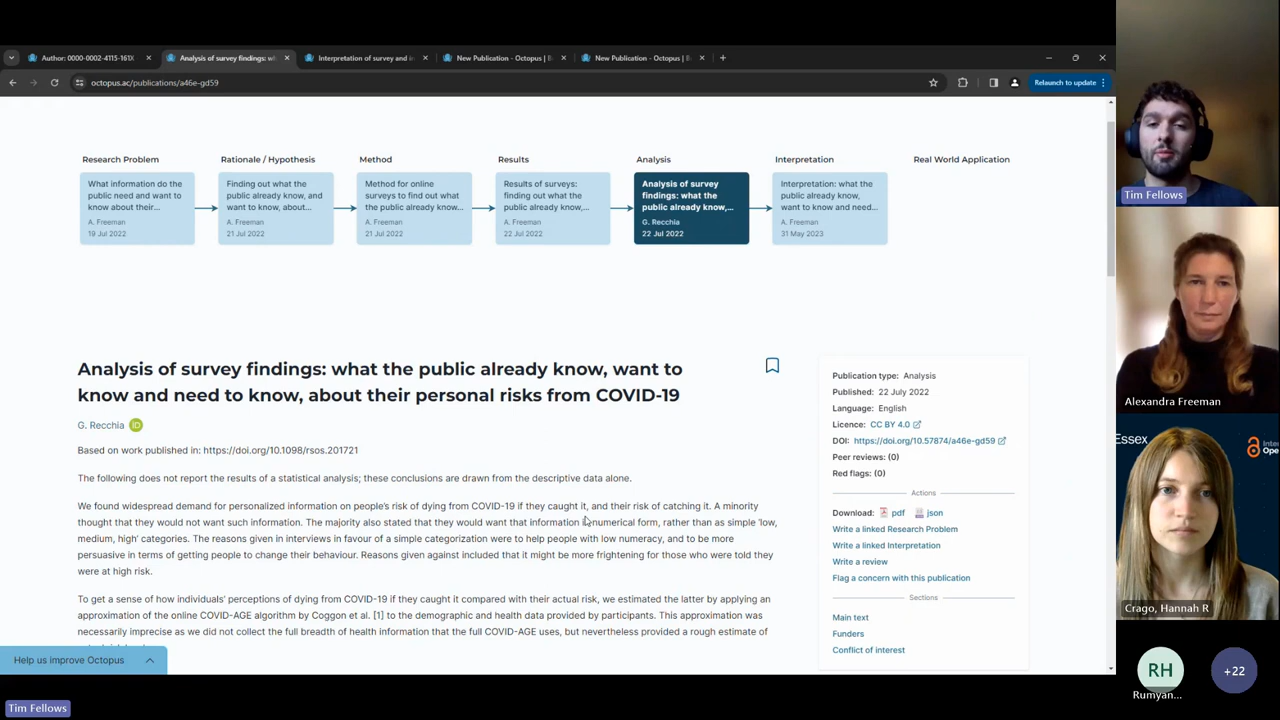 Author: 0000-0002-4115-161X
Analysis of survey findings: wh
Interpretation of survey and in
New Publication - Octopus | B
New Publication - Octopus | B
octopus.ac/publications/a46e-gd59
Relaunch to update
Research Problem
Rationale / Hypothesis
Method
Results
Analysis
Interpretation
Real World Application
What information do the
public need and want to
know about their...
A. Freeman
19 Jul 2022
Finding out what the
public already know, and
want to know, about...
A. Freeman
21 Jul 2022
Method for online
surveys to find out what
the public already know...
A. Freeman
21 Jul 2022
Results of surveys:
finding out what the
public already know,...
A. Freeman
22 Jul 2022
Analysis of survey
findings: what the
public already know,...
G. Recchia
22 Jul 2022
Interpretation: what the
public already know,
want to know and need...
A. Freeman
31 May 2023
Analysis of survey findings: what the public already know, want to
know and need to know, about their personal risks from COVID-19
G. Recchia iD
Based on work published in: https://doi.org/10.1098/rsos.201721
The following does not report the results of a statistical analysis; these conclusions are drawn from the descriptive data alone.
We found widespread demand for personalized information on people's risk of dying from COVID-19 if they caught it, and their risk of catching it. A minority
thought that they would not want such information. The majority also stated that they would want that information in numerical form, rather than as simple 'low,
medium, high' categories. The reasons given in interviews in favour of a simple categorization were to help people with low numeracy, and to be more
persuasive in terms of getting people to change their behaviour. Reasons given against included that it might be more frightening for those who were told they
were at high risk.
To get a sense of how individuals' perceptions of dying from COVID-19 if they caught it compared with their actual risk, we estimated the latter by applying an
approximation of the online COVID-AGE algorithm by Coggon et al. [1] to the demographic and health data provided by participants. This approximation was
necessarily imprecise as we did not collect the full breadth of health information that the full COVID-AGE uses, but nevertheless provided a rough estimate of
Publication type: Analysis
Published: 22 July 2022
Language: English
Licence: CC BY 4.0
DOI: https://doi.org/10.57874/a46e-gd59
Peer reviews: (0)
Red flags: (0)
Actions
Download: pdf json
Write a linked Research Problem
Write a linked Interpretation
Write a review
Flag a concern with this publication
Sections
Main text
Funders
Conflict of interest
Help us improve Octopus
Tim Fellows
Tim Fellows
Alexandra Freeman
Essex
Crago, Hannah R
RH
Rumyan...
+22